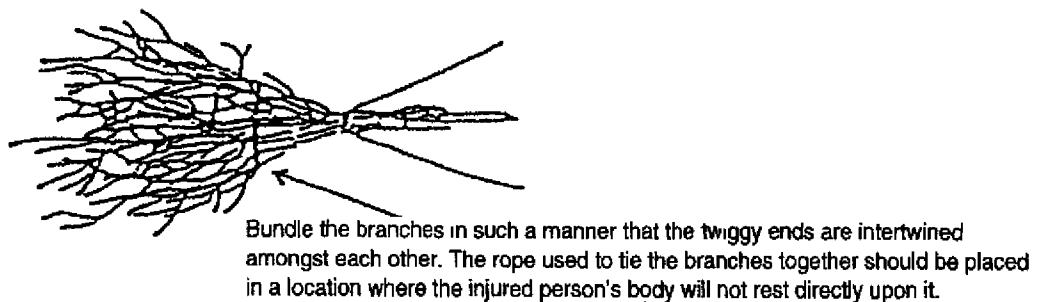 Bundle the branches in such a manner that the twiggy ends are intertwined
amongst each other. The rope used to tie the branches together should be placed
in a location where the injured person's body will not rest directly upon it.